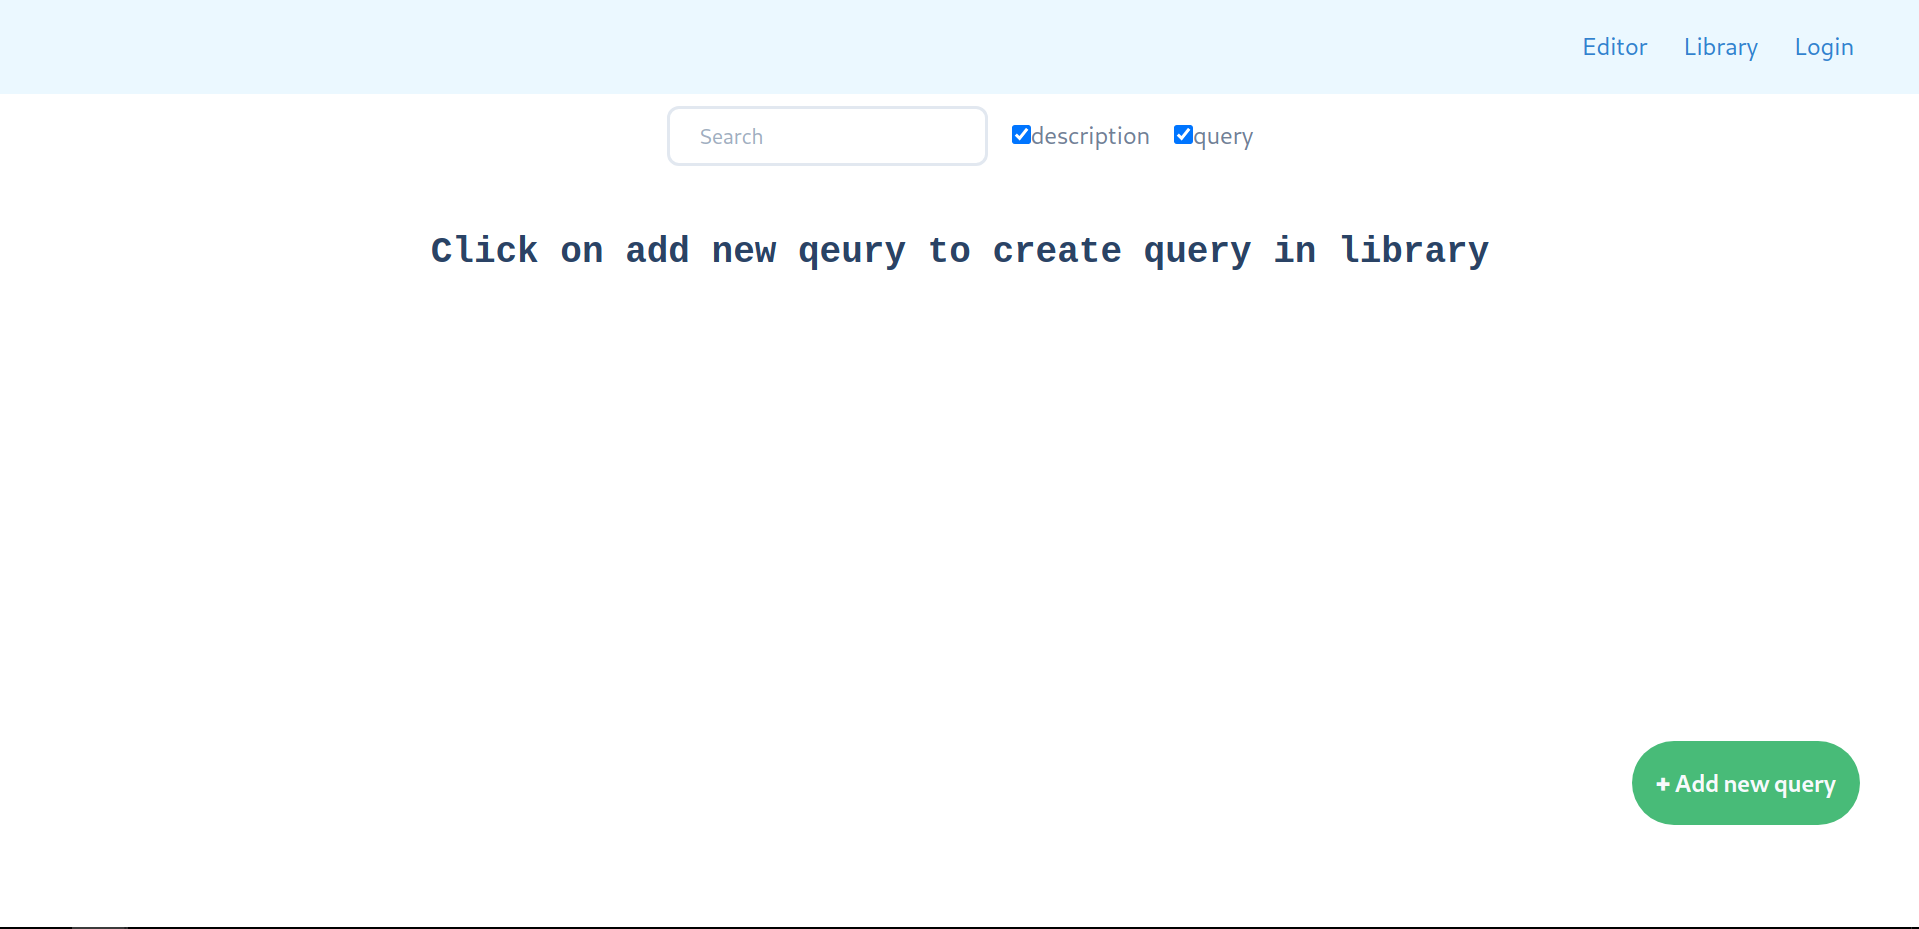 Editor Library Login
Search description query
Click on add new qeury to create query in library
+ Add new query